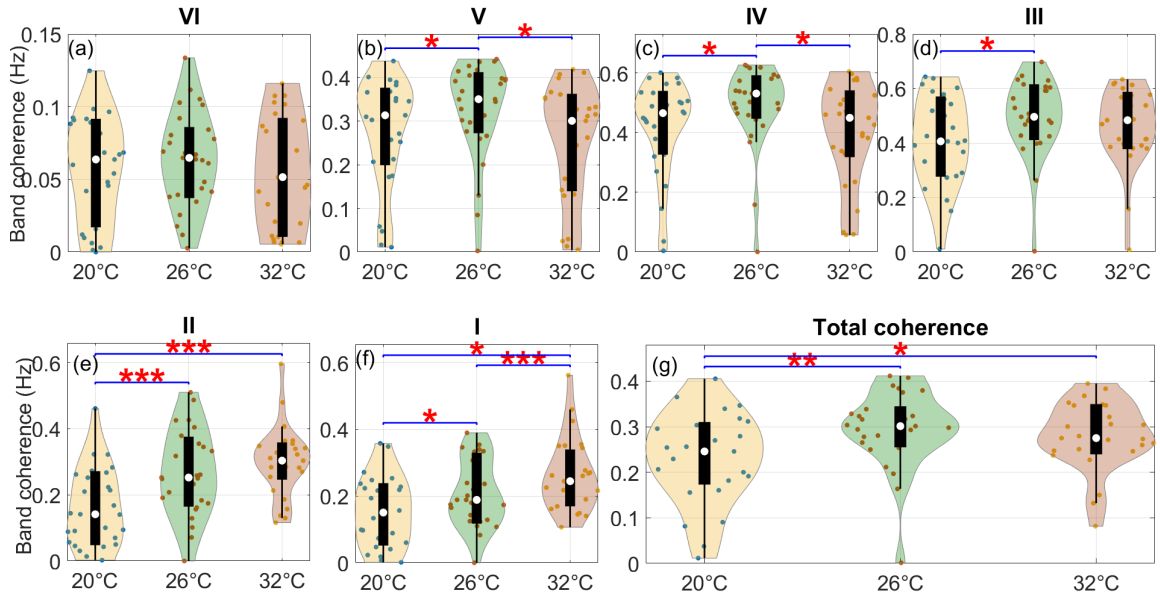 VI
V
IV
III
(a)
(b)
(c)
(d)
Band coherence (Hz)
0.15
0.1
0.05
0
20°C
26°C
32°C
*
*
0.4
0.3
0.2
0.1
0
20°C
26°C
32°C
*
*
0.6
0.4
0.2
0
20°C
26°C
32°C
*
0.8
0.6
0.4
0.2
0
20°C
26°C
32°C
II
I
Total coherence
(e)
(f)
(g)
Band coherence (Hz)
***
***
0.6
0.4
0.2
0
20°C
26°C
32°C
*
***
*
0.6
0.4
0.2
0
20°C
26°C
32°C
*
**
0.4
0.3
0.2
0.1
0
20°C
26°C
32°C